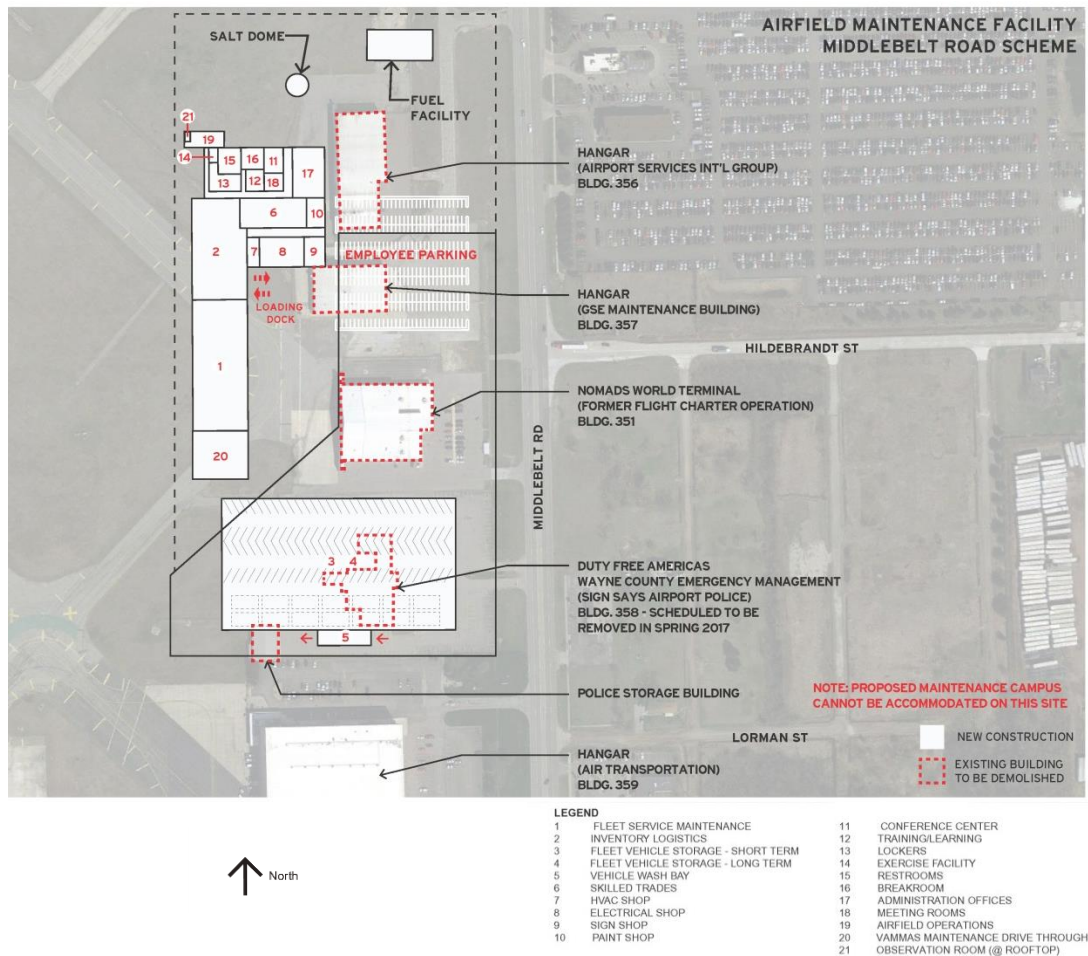 AIRFIELD MAINTENANCE FACILITY
MIDDLEBELT ROAD SCHEME
SALT DOME
FUEL
FACILITY
21
19
14
15
16
11
17
13
12
18
HANGAR
(AIRPORT SERVICES INT'L GROUP)
BLDG. 356
6
10
2
7
8
9
EMPLOYEE PARKING
LOADING
DOCK
HANGAR
(GSE MAINTENANCE BUILDING)
BLDG. 357
HILDEBRANDT ST
1
NOMADS WORLD TERMINAL
(FORMER FLIGHT CHARTER OPERATION)
BLDG. 351
20
MIDDLEBELT RD
3
4
DUTY FREE AMERICAS
WAYNE COUNTY EMERGENCY MANAGEMENT
(SIGN SAYS AIRPORT POLICE)
BLDG. 358 - SCHEDULED TO BE
REMOVED IN SPRING 2017
5
POLICE STORAGE BUILDING
NOTE: PROPOSED MAINTENANCE CAMPUS
CANNOT BE ACCOMMODATED ON THIS SITE
LORMAN ST
NEW CONSTRUCTION
HANGAR
(AIR TRANSPORTATION)
BLDG. 359
EXISTING BUILDING
TO BE DEMOLISHED
North
LEGEND
1 FLEET SERVICE MAINTENANCE
2 INVENTORY LOGISTICS
3 FLEET VEHICLE STORAGE - SHORT TERM
4 FLEET VEHICLE STORAGE - LONG TERM
5 VEHICLE WASH BAY
6 SKILLED TRADES
7 HVAC SHOP
8 ELECTRICAL SHOP
9 SIGN SHOP
10 PAINT SHOP
11 CONFERENCE CENTER
12 TRAINING/LEARNING
13 LOCKERS
14 EXERCISE FACILITY
15 RESTROOMS
16 BREAKROOM
17 ADMINISTRATION OFFICES
18 MEETING ROOMS
19 AIRFIELD OPERATIONS
20 VAMMAS MAINTENANCE DRIVE THROUGH
21 OBSERVATION ROOM (@ ROOFTOP)